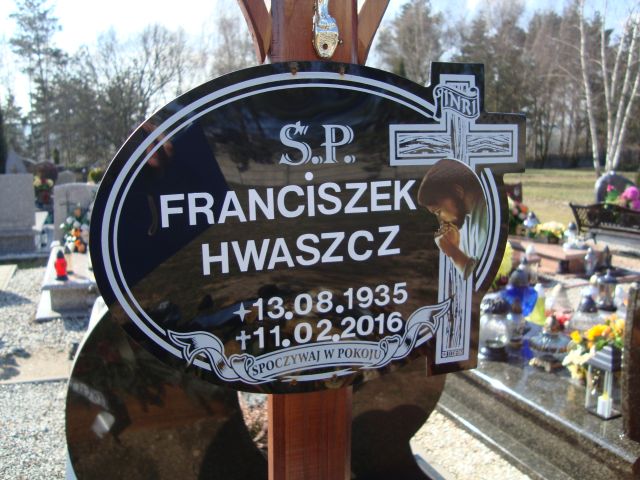 INRI
Ś.P.
FRANCISZEK
HWASZCZ
+13.08.1935
†11.02.2016
SPOCZYWAJ W POKOJU